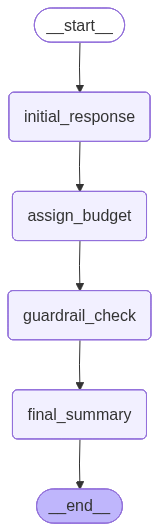 __start__
initial_response
assign_budget
guardrail_check
final_summary
__end__